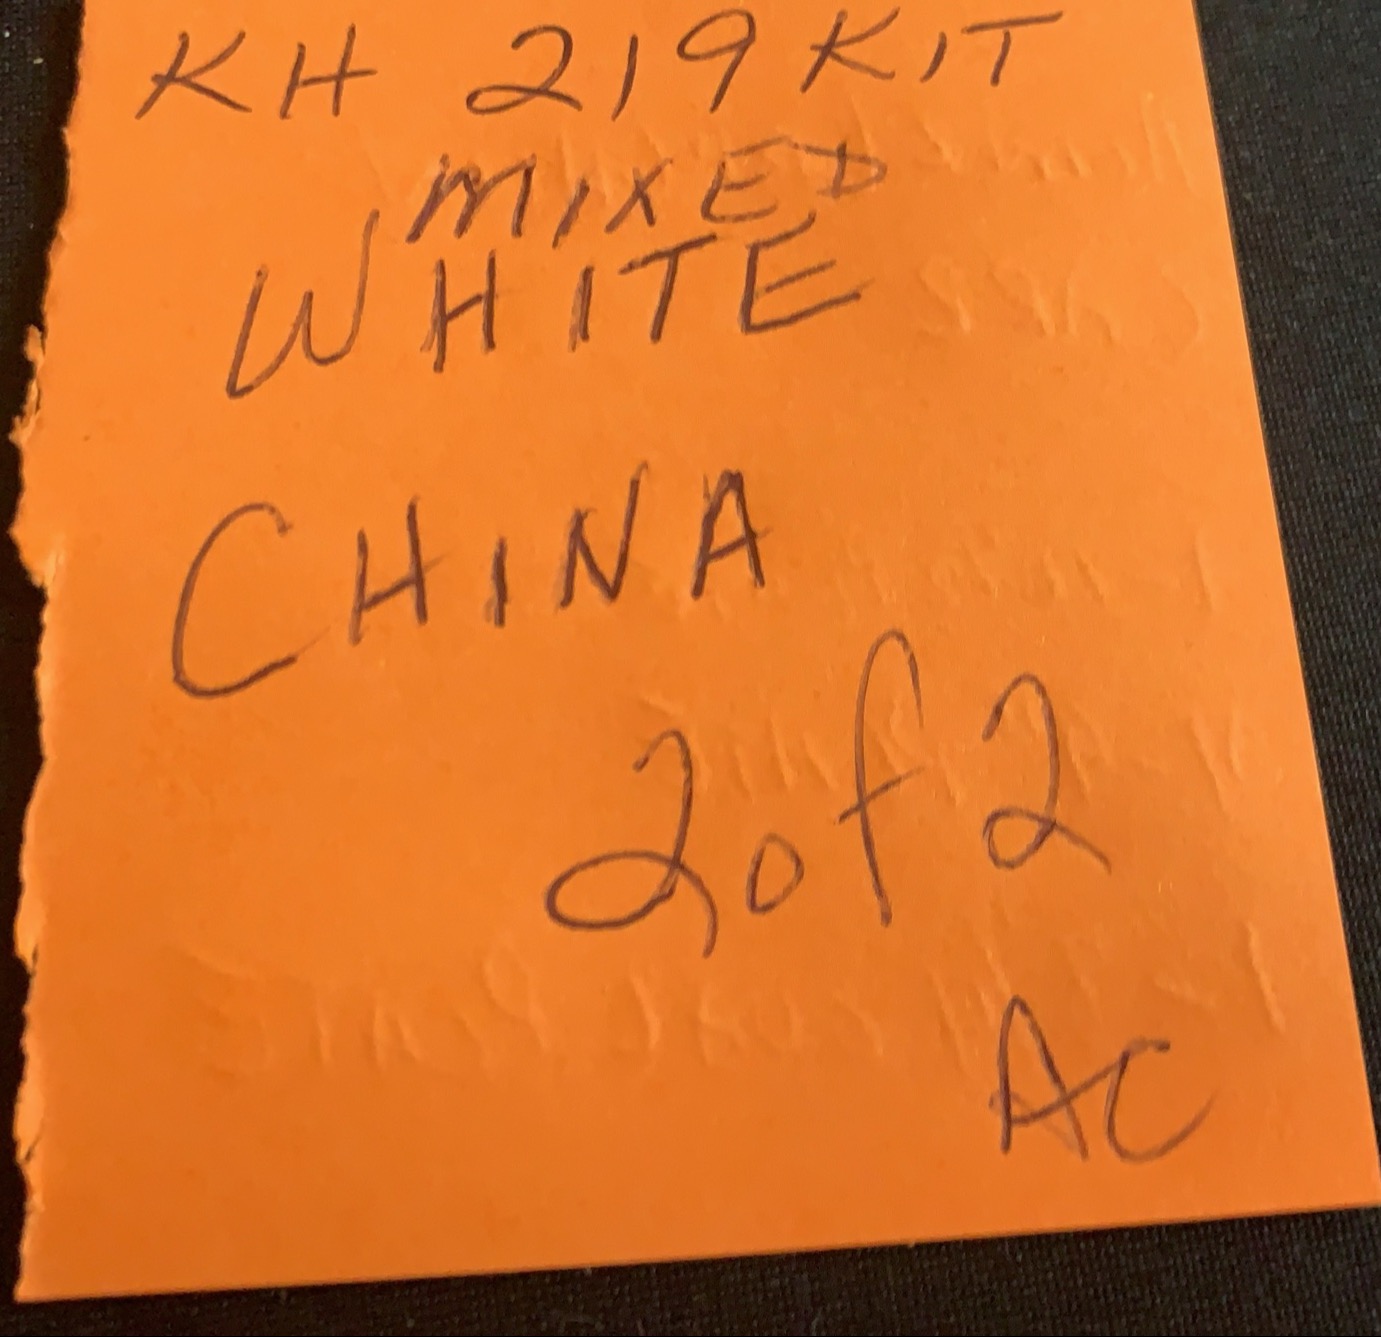 KH 219 KIT
MIXED
WHITE
CHINA
2 of 2
AC